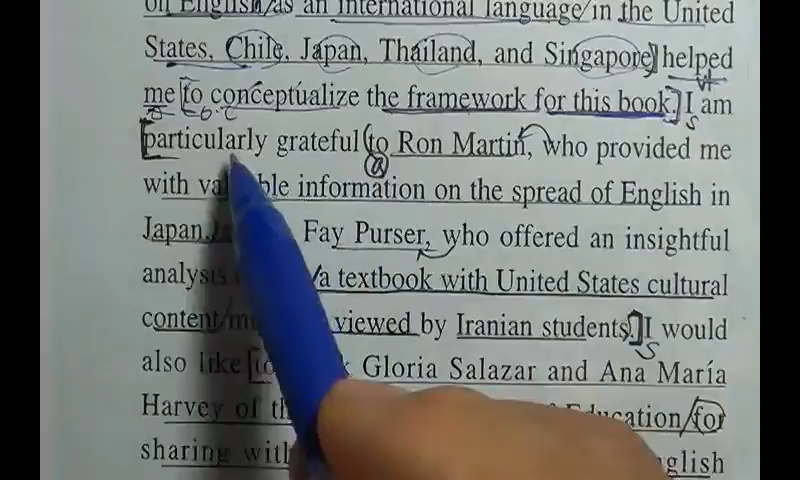 on English as an international language in the United
States, Chile, Japan, Thailand, and Singapore helped
me to conceptualize the framework for this book. I am
particularly grateful to Ron Martin, who provided me
with information on the spread of English in
Japan, Fay Purser, who offered an insightful
analysis a textbook with United States cultural
content viewed by Iranian students. I would
also like Gloria Salazar and Ana María
Harvey of Education for
sharing with English